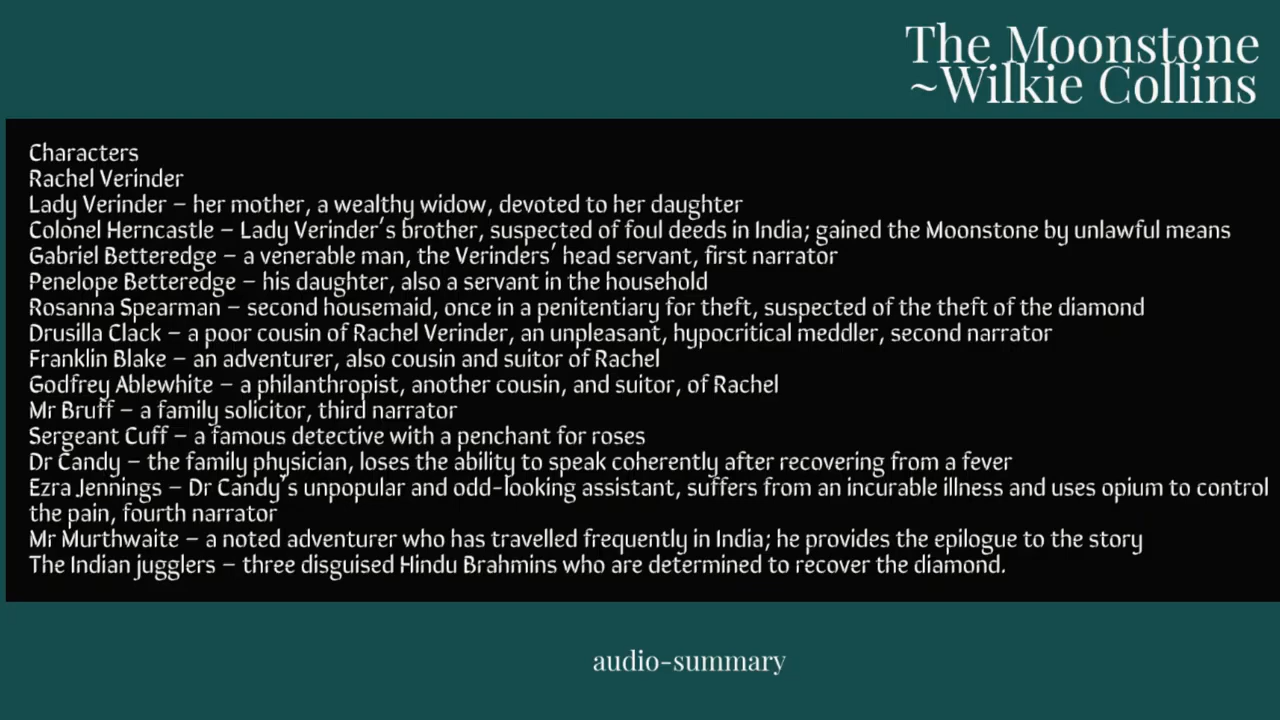 The Moonstone
~Wilkie Collins
Characters
Rachel Verinder
Lady Verinder – her mother, a wealthy widow, devoted to her daughter
Colonel Herncastle – Lady Verinder's brother, suspected of foul deeds in India; gained the Moonstone by unlawful means
Gabriel Betteredge – a venerable man, the Verinders' head servant, first narrator
Penelope Betteredge – his daughter, also a servant in the household
Rosanna Spearman – second housemaid, once in a penitentiary for theft, suspected of the theft of the diamond
Drusilla Clack – a poor cousin of Rachel Verinder, an unpleasant, hypocritical meddler, second narrator
Franklin Blake – an adventurer, also cousin and suitor of Rachel
Godfrey Ablewhite – a philanthropist, another cousin, and suitor, of Rachel
Mr Bruff – a family solicitor, third narrator
Sergeant Cuff – a famous detective with a penchant for roses
Dr Candy – the family physician, loses the ability to speak coherently after recovering from a fever
Ezra Jennings – Dr Candy's unpopular and odd-looking assistant, suffers from an incurable illness and uses opium to control
the pain, fourth narrator
Mr Murthwaite – a noted adventurer who has travelled frequently in India; he provides the epilogue to the story
The Indian jugglers – three disguised Hindu Brahmins who are determined to recover the diamond.
audio-summary